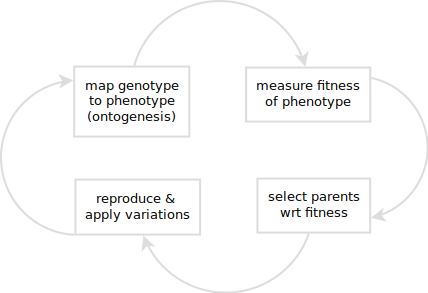 map genotype
to phenotype
(ontogenesis)
measure fitness
of phenotype
reproduce &
apply variations
select parents
wrt fitness